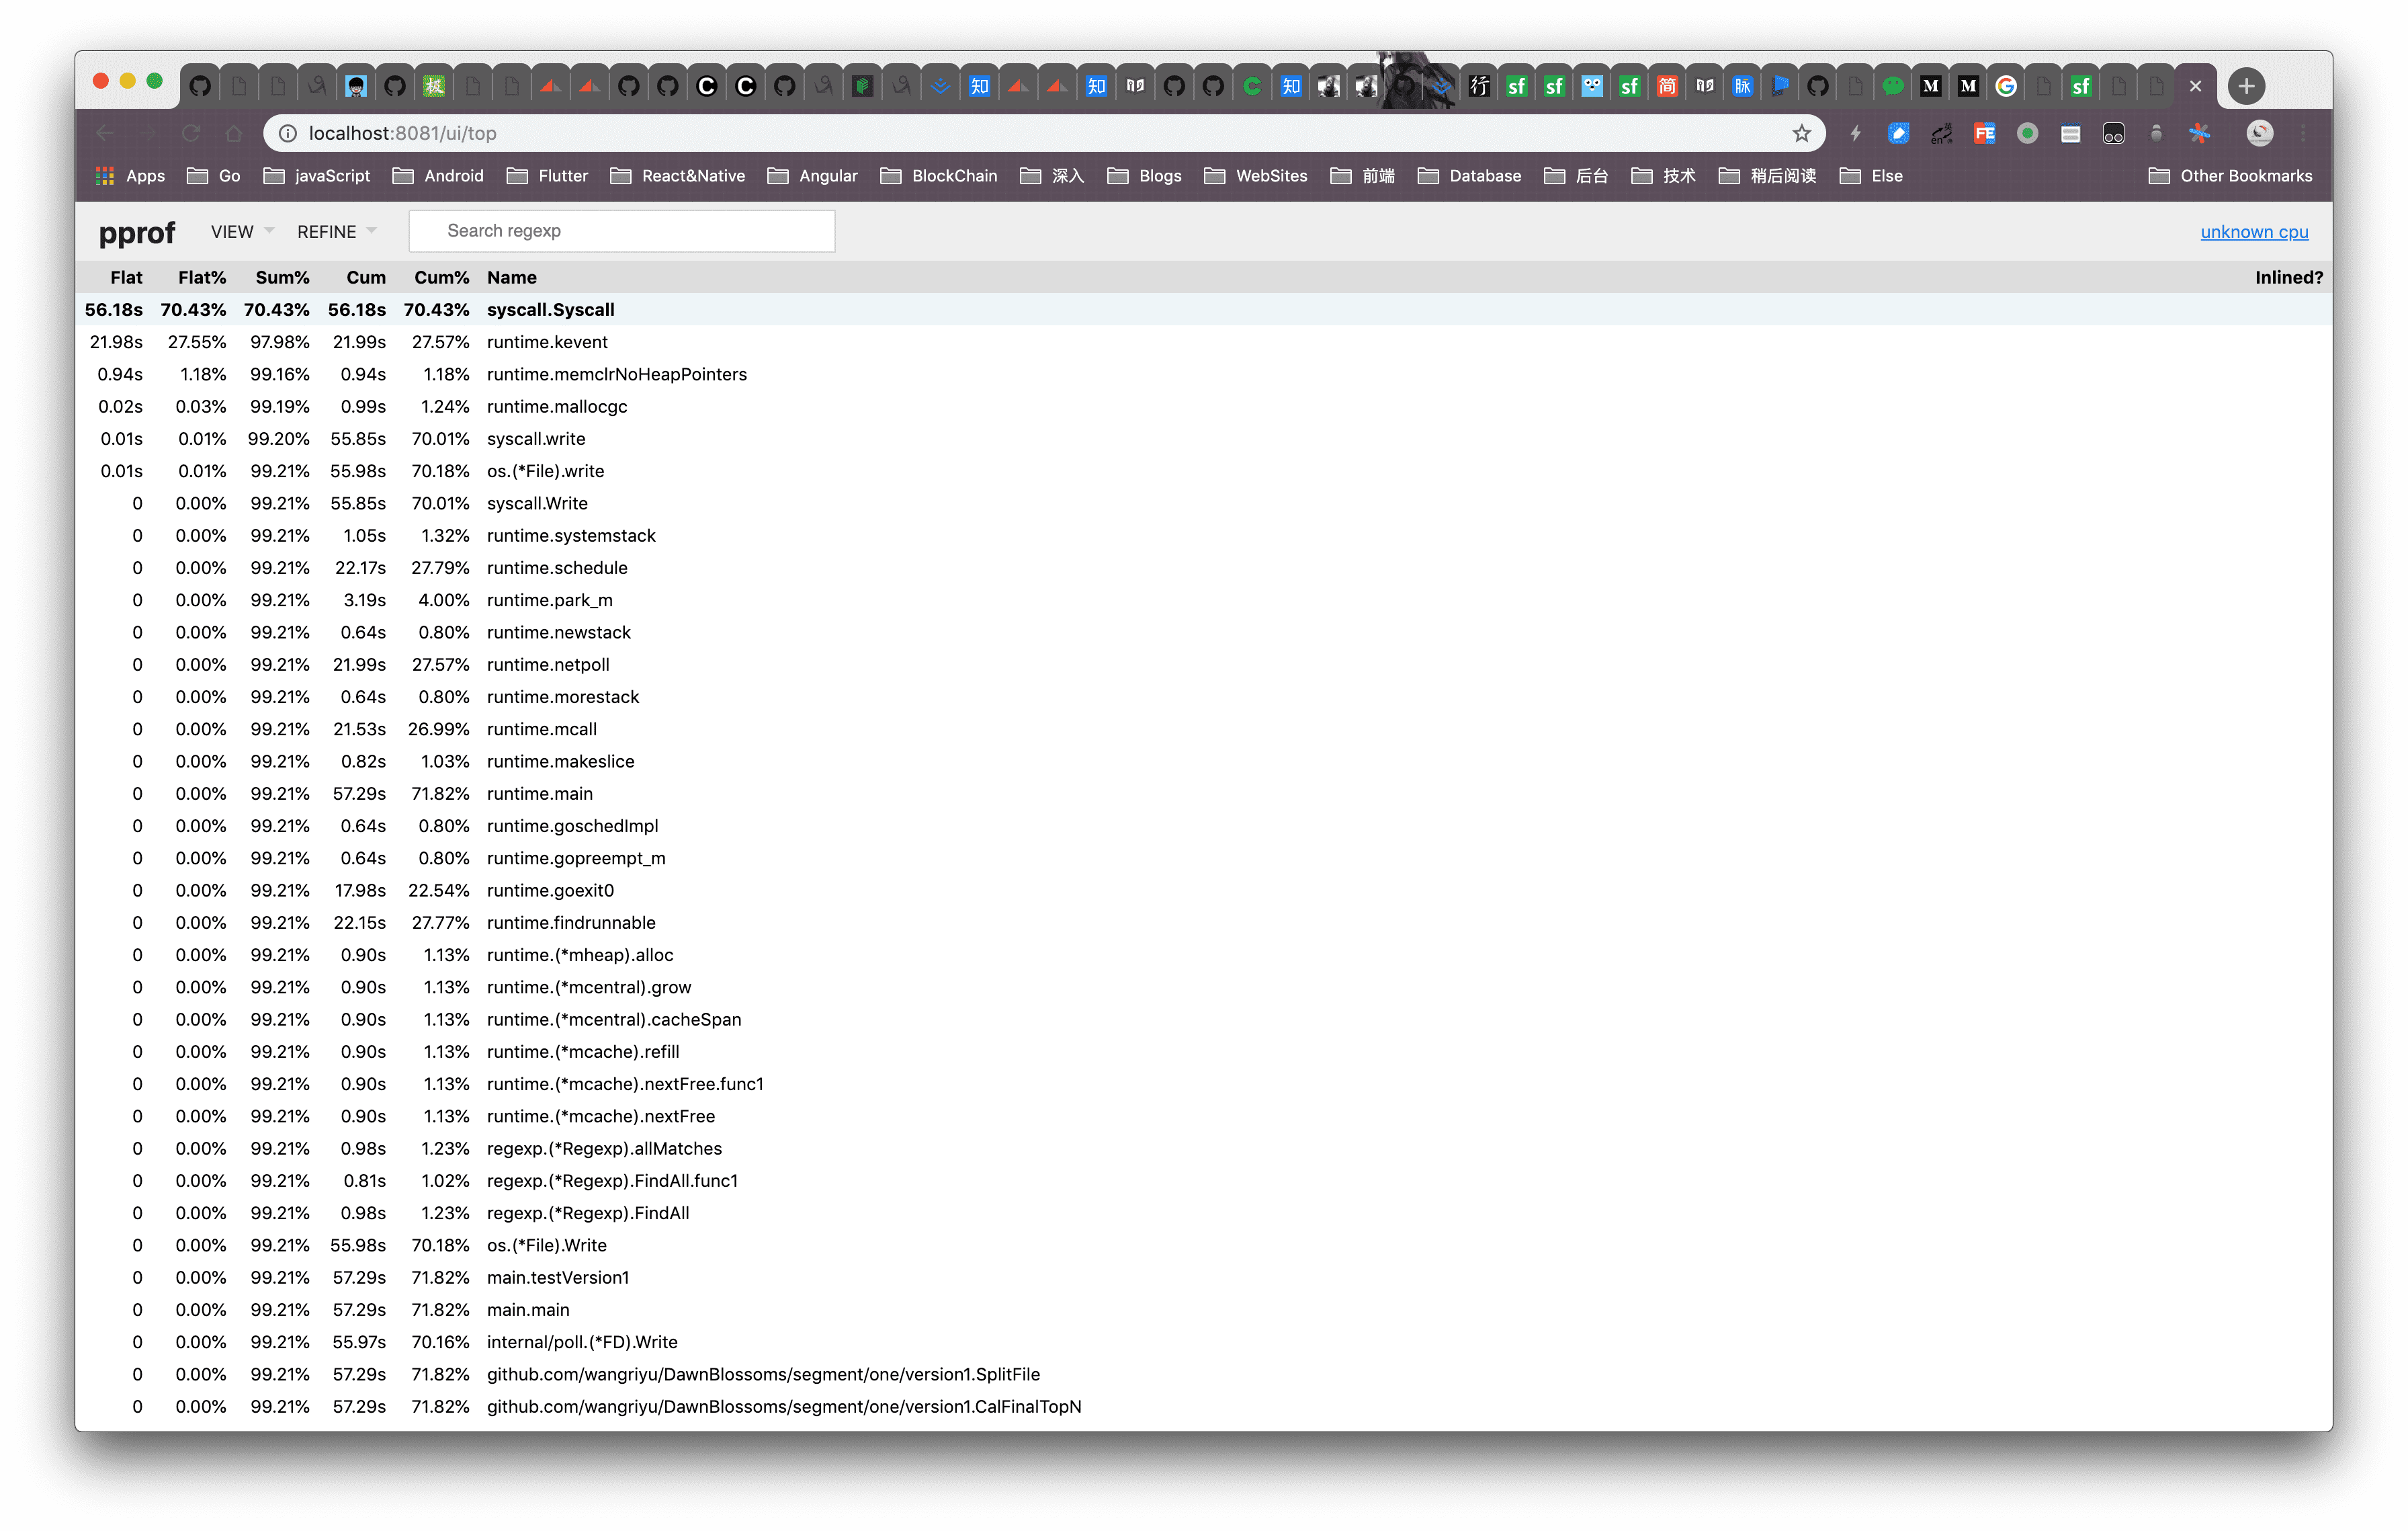 极 C C 知 知 C 知 行 sf sf sf 简 脉 M M G sf
localhost:8081/ui/top
en FE
Apps Go javaScript Android Flutter React&Native Angular BlockChain 深入 Blogs WebSites 前端 Database 后台 技术 稍后阅读 Else Other Bookmarks
pprof VIEW REFINE Search regexp unknown cpu
Flat Flat% Sum% Cum Cum% Name Inlined?
56.18s 70.43% 70.43% 56.18s 70.43% syscall.Syscall
21.98s 27.55% 97.98% 21.99s 27.57% runtime.kevent
0.94s 1.18% 99.16% 0.94s 1.18% runtime.memclrNoHeapPointers
0.02s 0.03% 99.19% 0.99s 1.24% runtime.mallocgc
0.01s 0.01% 99.20% 55.85s 70.01% syscall.write
0.01s 0.01% 99.21% 55.98s 70.18% os.(*File).write
0 0.00% 99.21% 55.85s 70.01% syscall.Write
0 0.00% 99.21% 1.05s 1.32% runtime.systemstack
0 0.00% 99.21% 22.17s 27.79% runtime.schedule
0 0.00% 99.21% 3.19s 4.00% runtime.park_m
0 0.00% 99.21% 0.64s 0.80% runtime.newstack
0 0.00% 99.21% 21.99s 27.57% runtime.netpoll
0 0.00% 99.21% 0.64s 0.80% runtime.morestack
0 0.00% 99.21% 21.53s 26.99% runtime.mcall
0 0.00% 99.21% 0.82s 1.03% runtime.makeslice
0 0.00% 99.21% 57.29s 71.82% runtime.main
0 0.00% 99.21% 0.64s 0.80% runtime.goschedImpl
0 0.00% 99.21% 0.64s 0.80% runtime.gopreempt_m
0 0.00% 99.21% 17.98s 22.54% runtime.goexit0
0 0.00% 99.21% 22.15s 27.77% runtime.findrunnable
0 0.00% 99.21% 0.90s 1.13% runtime.(*mheap).alloc
0 0.00% 99.21% 0.90s 1.13% runtime.(*mcentral).grow
0 0.00% 99.21% 0.90s 1.13% runtime.(*mcentral).cacheSpan
0 0.00% 99.21% 0.90s 1.13% runtime.(*mcache).refill
0 0.00% 99.21% 0.90s 1.13% runtime.(*mcache).nextFree.func1
0 0.00% 99.21% 0.90s 1.13% runtime.(*mcache).nextFree
0 0.00% 99.21% 0.98s 1.23% regexp.(*Regexp).allMatches
0 0.00% 99.21% 0.81s 1.02% regexp.(*Regexp).FindAll.func1
0 0.00% 99.21% 0.98s 1.23% regexp.(*Regexp).FindAll
0 0.00% 99.21% 55.98s 70.18% os.(*File).Write
0 0.00% 99.21% 57.29s 71.82% main.testVersion1
0 0.00% 99.21% 57.29s 71.82% main.main
0 0.00% 99.21% 55.97s 70.16% internal/poll.(*FD).Write
0 0.00% 99.21% 57.29s 71.82% github.com/wangriyu/DawnBlossoms/segment/one/version1.SplitFile
0 0.00% 99.21% 57.29s 71.82% github.com/wangriyu/DawnBlossoms/segment/one/version1.CalFinalTopN